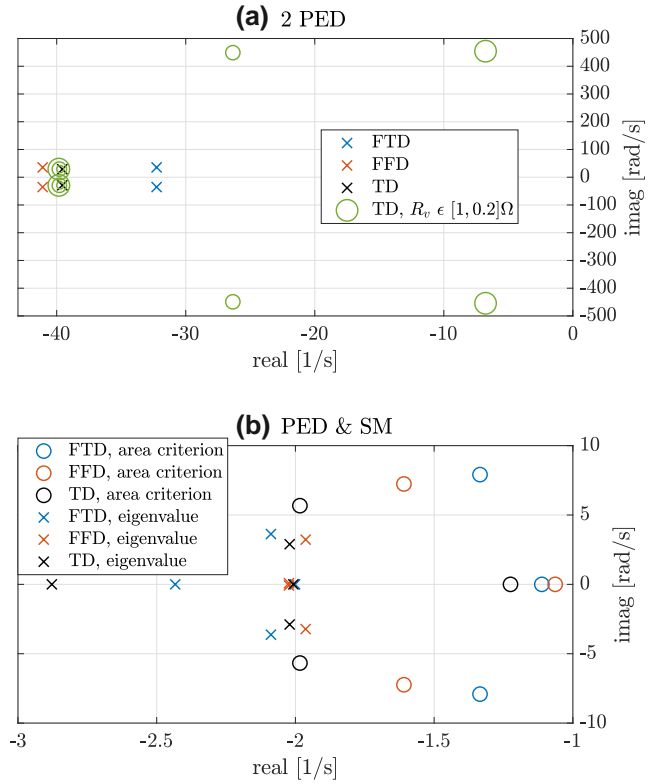 (a) 2 PED
500
400
300
200
100
0
-100
-200
-300
-400
-500
imag [rad/s]
FTD
FFD
TD
TD, R_v ϵ [1, 0.2]Ω
-40 -30 -20 -10 0
real [1/s]
(b) PED & SM
FTD, area criterion
FFD, area criterion
TD, area criterion
FTD, eigenvalue
FFD, eigenvalue
TD, eigenvalue
10
5
0
-5
-10
imag [rad/s]
-3 -2.5 -2 -1.5 -1
real [1/s]